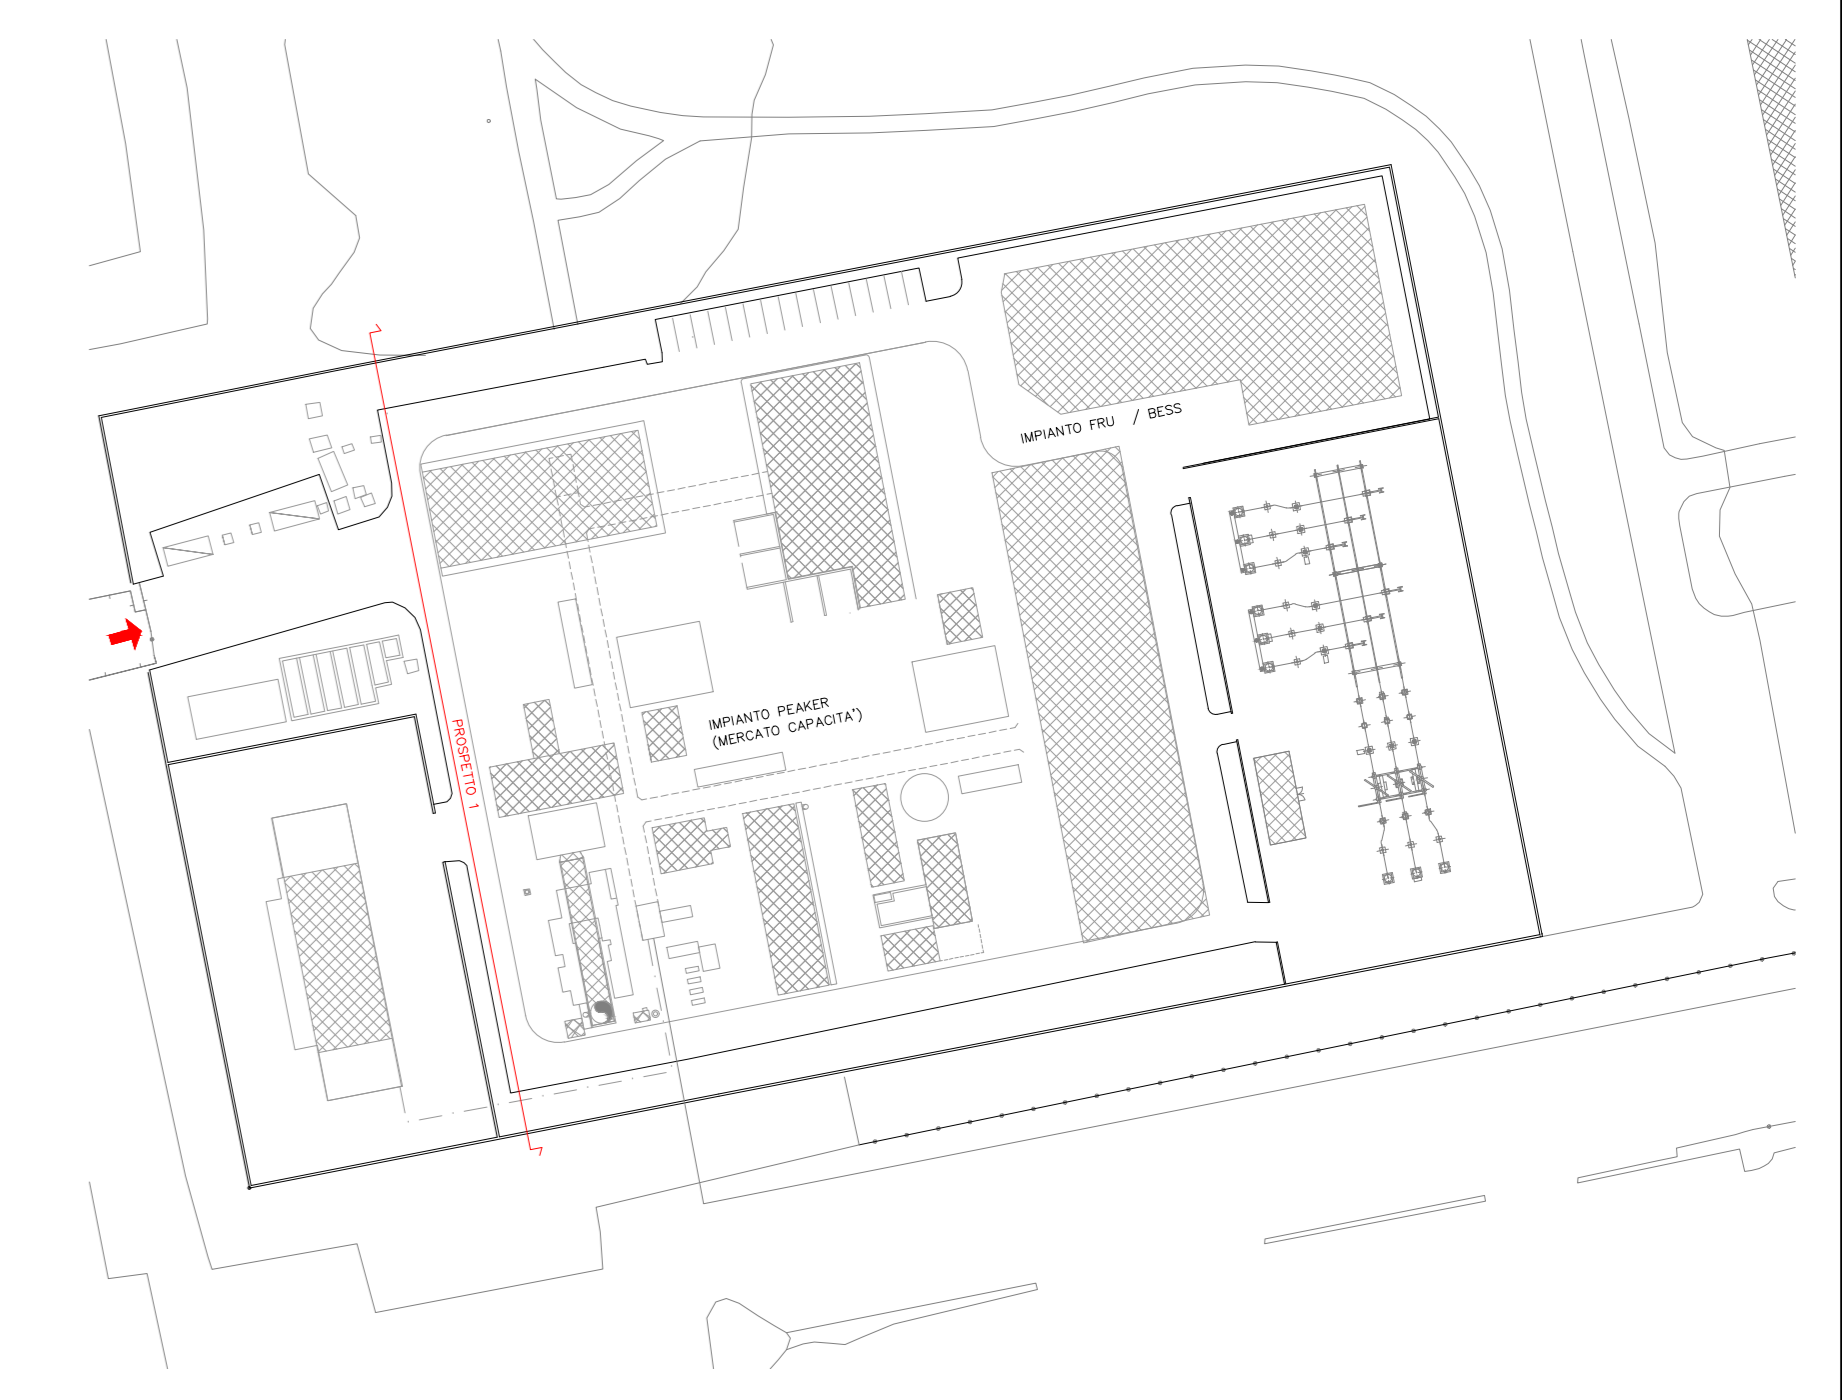 IMPIANTO FRU / BESS
PROSPETTO 1
IMPIANTO PEAKER
(MERCATO CAPACITA')